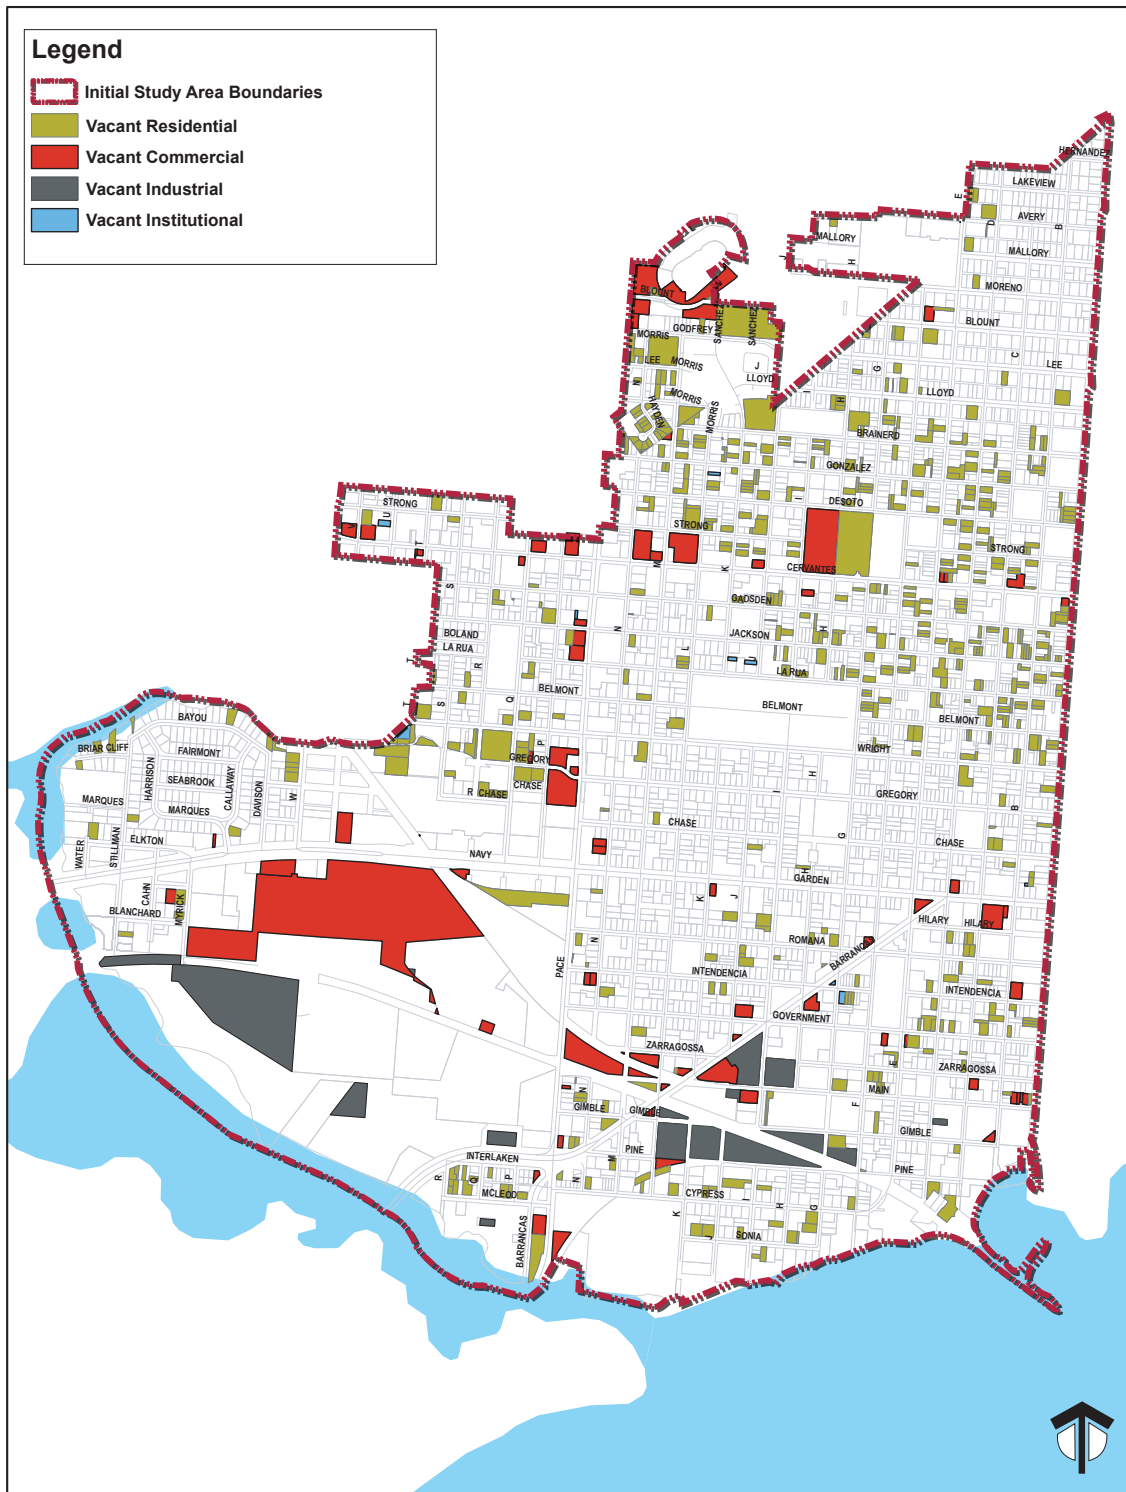 Legend
Initial Study Area Boundaries
Vacant Residential
Vacant Commercial
Vacant Industrial
Vacant Institutional
HERNANDEZ
LAKEVIEW
E
AVERY
D
B
MALLORY
MALLORY
J
H
MORENO
BLOUNT
BLOUNT
SANCHEZ
SANCHEZ
GODFREY
MORRIS
C
LEE
LEE
MORRIS
J
LLOYD
G
N
I
LLOYD
MORRIS
H
HAYDEN
MORRIS
BRAINERD
GONZALEZ
I
DESOTO
STRONG
U
V
STRONG
STRONG
T
L
M
K
CERVANTES
S
GADSDEN
I
BOLAND
N
JACKSON
H
I
LA RUA
L
U
LA RUA
T
R
BELMONT
Q
T
S
BELMONT
BELMONT
BAYOU
BRIAR CLIFF
FAIRMONT
P
GREGORY
WRIGHT
HARRISON
SEABROOK
CALLAWAY
DAVISON
W
R
CHASE
CHASE
H
I
GREGORY
B
MARQUES
MARQUES
CHASE
G
CHASE
WATER
STILLMAN
ELKTON
NAVY
H
GARDEN
CAHN
MYRICK
BLANCHARD
K
J
HILARY
HILARY
N
ROMANA
BARRANCAS
PACE
INTENDENCIA
INTENDENCIA
GOVERNMENT
ZARRAGOSSA
E
ZARRAGOSSA
N
MAIN
GIMBLE
GIMBLE
F
GIMBLE
PINE
INTERLAKEN
M
PINE
R
Q
P
MCLEOD
N
CYPRESS
K
I
H
G
J
SONIA
BARRANCAS